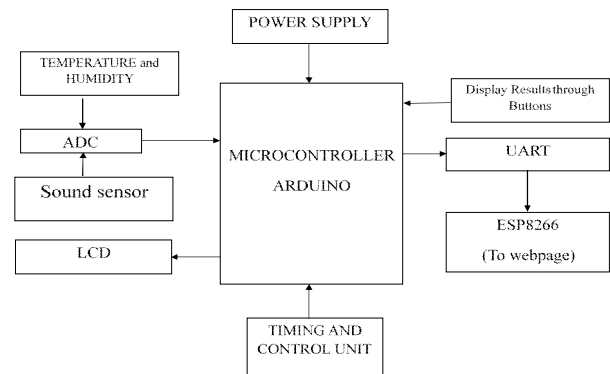 POWER SUPPLY
TEMPERATURE and
HUMIDITY
ADC
Sound sensor
LCD
MICROCONTROLLER
ARDUINO
Display Results through
Buttons
UART
ESP8266
(To webpage)
TIMING AND
CONTROL UNIT